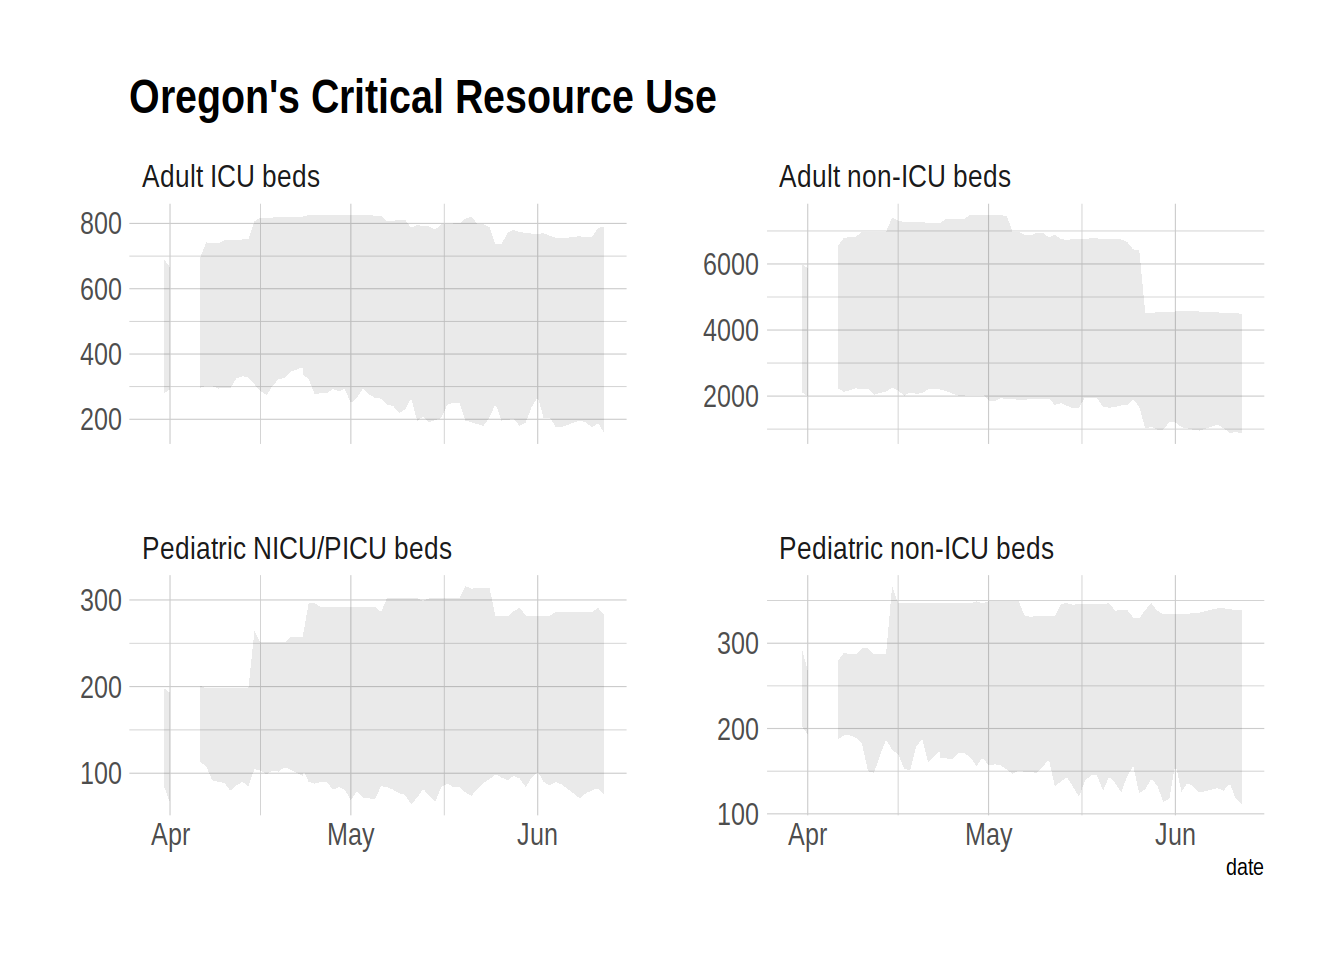 Oregon's Critical Resource Use
Adult ICU beds
Adult non-ICU beds
800
600
400
200
6000
4000
2000
Pediatric NICU/PICU beds
Pediatric non-ICU beds
300
200
100
300
200
100
Apr May Jun
Apr May Jun
date